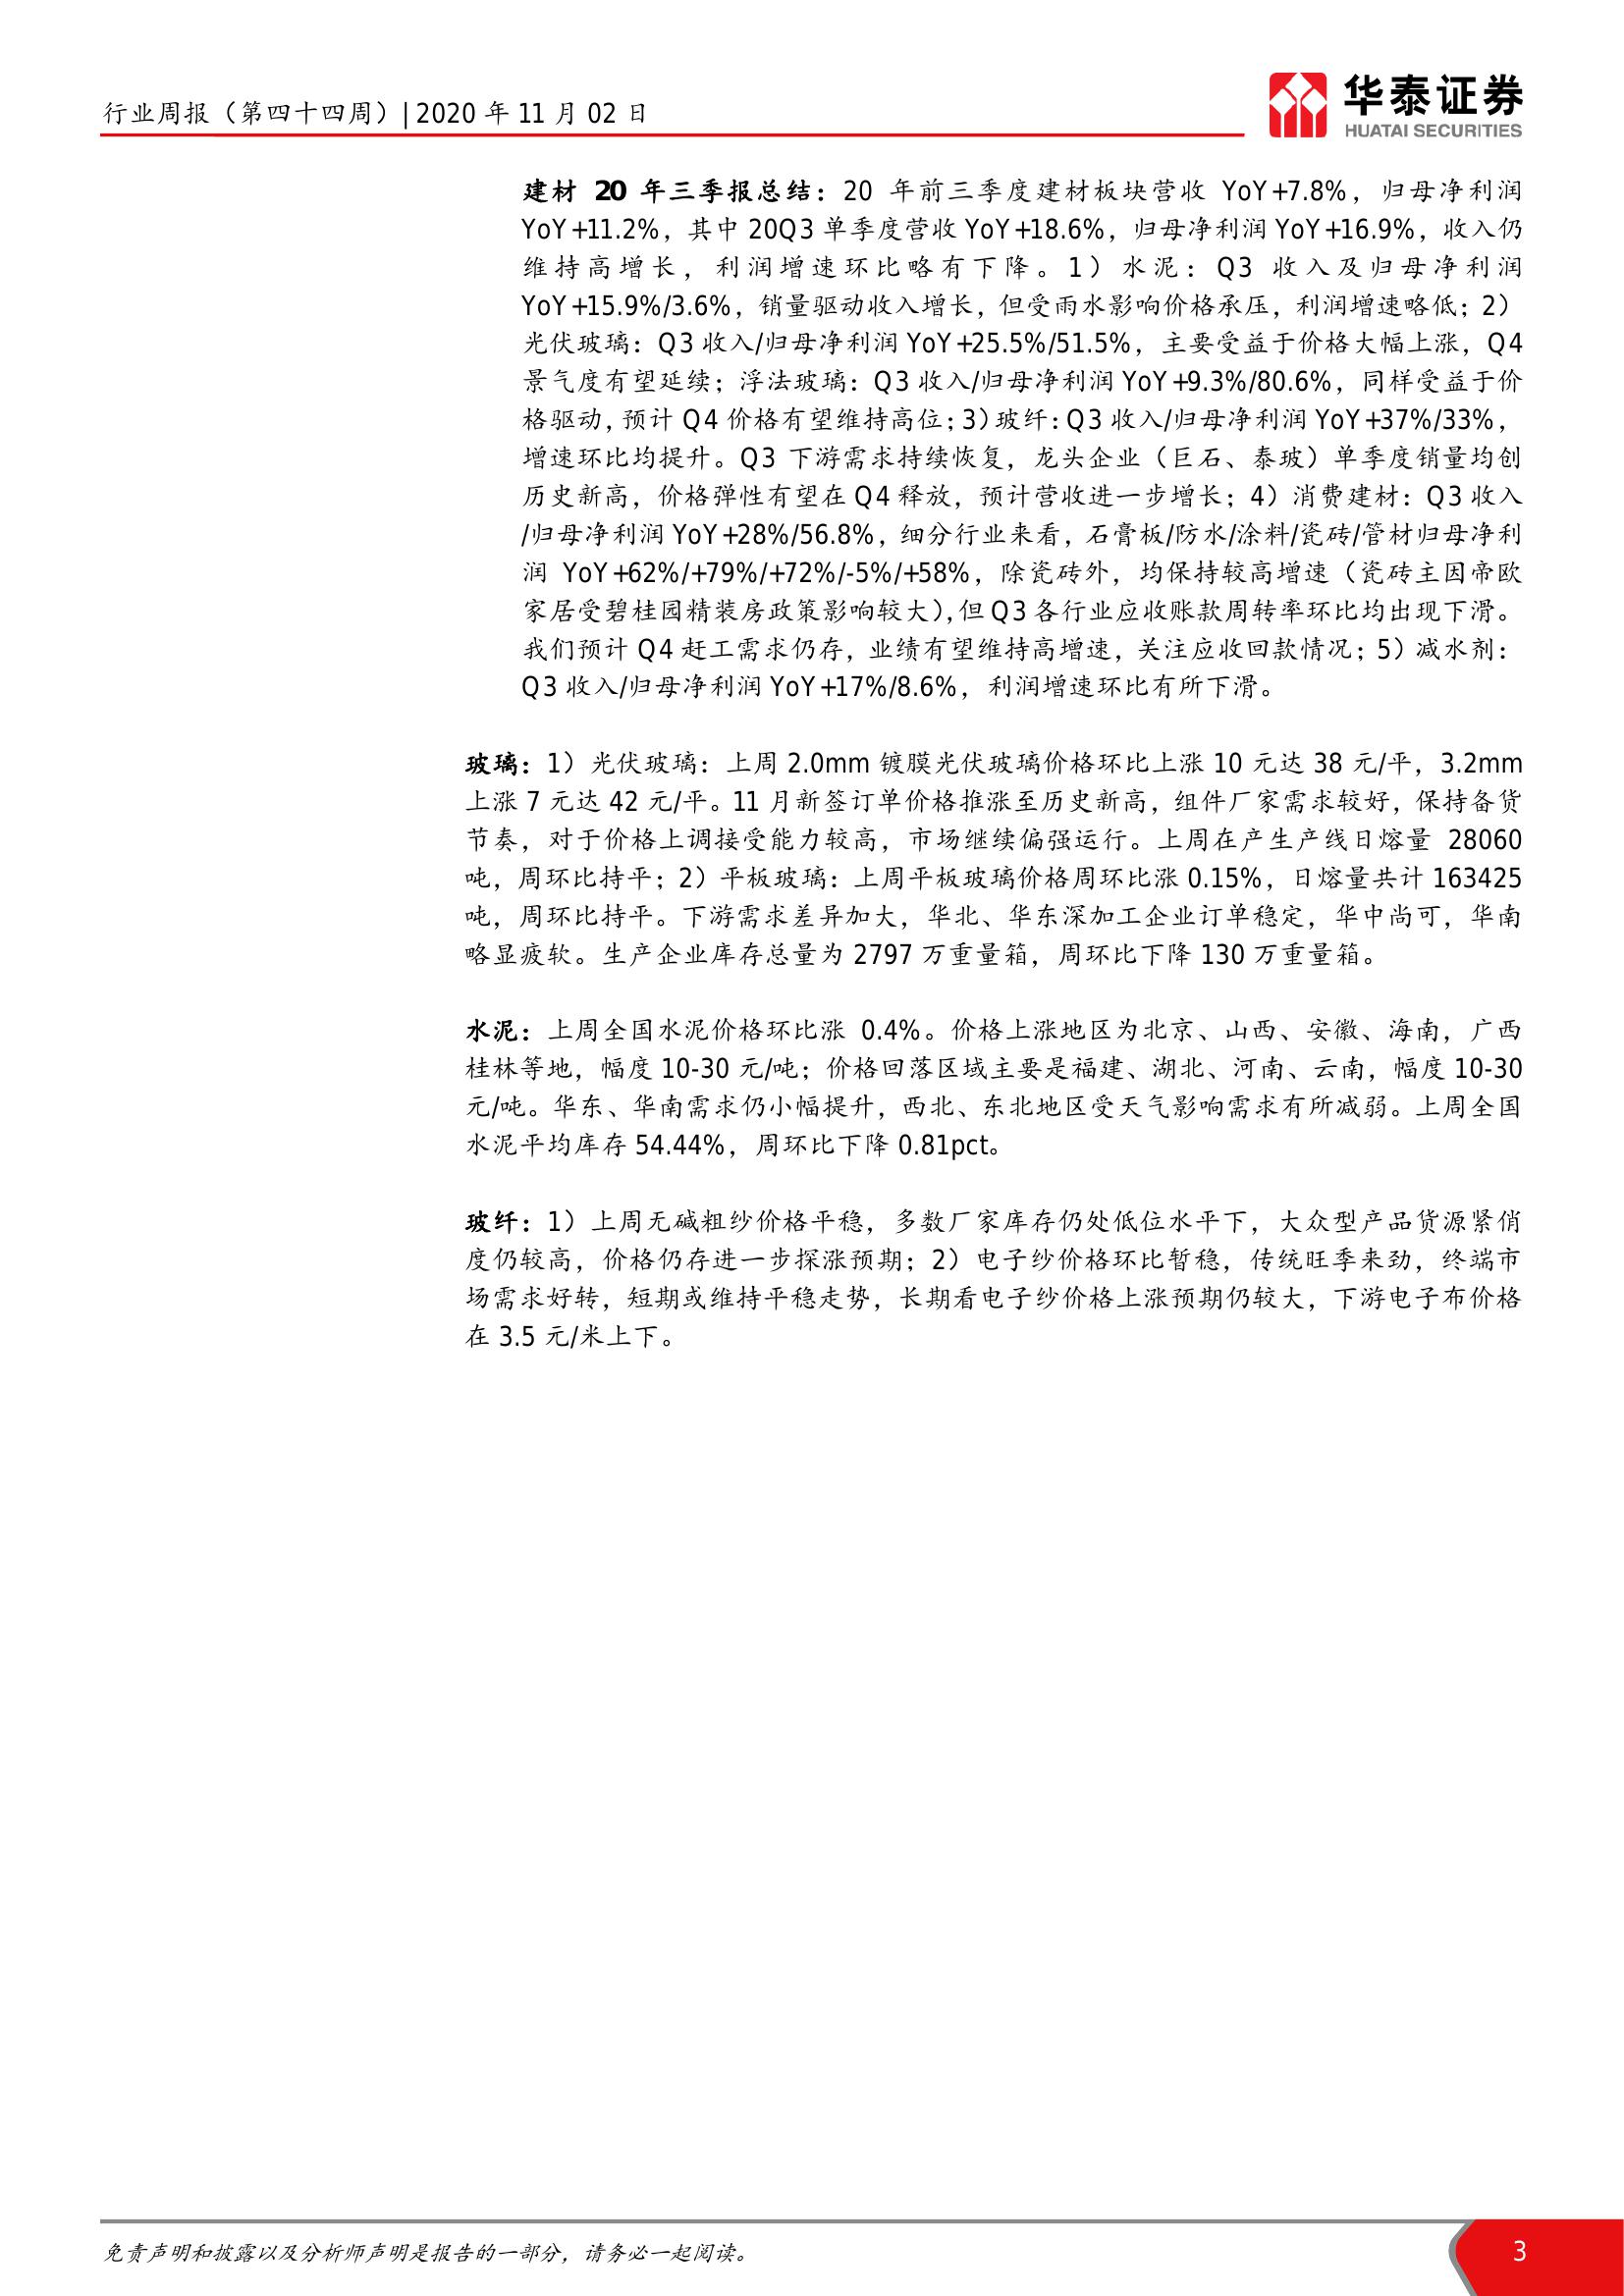 行业周报（第四十四周）| 2020 年 11 月 02 日
华泰证券
HUATAI SECURITIES
建材 20 年三季报总结：20 年前三季度建材板块营收 YoY+7.8%，归母净利润
YoY+11.2%，其中 20Q3 单季度营收 YoY+18.6%，归母净利润 YoY+16.9%，收入仍
维持高增长，利润增速环比略有下降。1）水泥：Q3 收入及归母净利润
YoY+15.9%/3.6%，销量驱动收入增长，但受雨水影响价格承压，利润增速略低；2）
光伏玻璃：Q3 收入/归母净利润 YoY+25.5%/51.5%，主要受益于价格大幅上涨，Q4
景气度有望延续；浮法玻璃：Q3 收入/归母净利润 YoY+9.3%/80.6%，同样受益于价
格驱动，预计 Q4 价格有望维持高位；3）玻纤：Q3 收入/归母净利润 YoY+37%/33%，
增速环比均提升。Q3 下游需求持续恢复，龙头企业（巨石、泰玻）单季度销量均创
历史新高，价格弹性有望在 Q4 释放，预计营收进一步增长；4）消费建材：Q3 收入
/归母净利润 YoY+28%/56.8%，细分行业来看，石膏板/防水/涂料/瓷砖/管材归母净利
润 YoY+62%/+79%/+72%/-5%/+58%，除瓷砖外，均保持较高增速（瓷砖主因帝欧
家居受碧桂园精装房政策影响较大），但 Q3 各行业应收账款周转率环比均出现下滑。
我们预计 Q4 赶工需求仍存，业绩有望维持高增速，关注应收回款情况；5）减水剂：
Q3 收入/归母净利润 YoY+17%/8.6%，利润增速环比有所下滑。
玻璃：1）光伏玻璃：上周 2.0mm 镀膜光伏玻璃价格环比上涨 10 元达 38 元/平，3.2mm
上涨 7 元达 42 元/平。11 月新签订单价格推涨至历史新高，组件厂家需求较好，保持备货
节奏，对于价格上调接受能力较高，市场继续偏强运行。上周在产生产线日熔量 28060
吨，周环比持平；2）平板玻璃：上周平板玻璃价格周环比涨 0.15%，日熔量共计 163425
吨，周环比持平。下游需求差异加大，华北、华东深加工企业订单稳定，华中尚可，华南
略显疲软。生产企业库存总量为 2797 万重量箱，周环比下降 130 万重量箱。
水泥：上周全国水泥价格环比涨 0.4%。价格上涨地区为北京、山西、安徽、海南，广西
桂林等地，幅度 10-30 元/吨；价格回落区域主要是福建、湖北、河南、云南，幅度 10-30
元/吨。华东、华南需求仍小幅提升，西北、东北地区受天气影响需求有所减弱。上周全国
水泥平均库存 54.44%，周环比下降 0.81pct。
玻纤：1）上周无碱粗纱价格平稳，多数厂家库存仍处低位水平下，大众型产品货源紧俏
度仍较高，价格仍存进一步探涨预期；2）电子纱价格环比暂稳，传统旺季来劲，终端市
场需求好转，短期或维持平稳走势，长期看电子纱价格上涨预期仍较大，下游电子布价格
在 3.5 元/米上下。
免责声明和披露以及分析师声明是报告的一部分，请务必一起阅读。
3